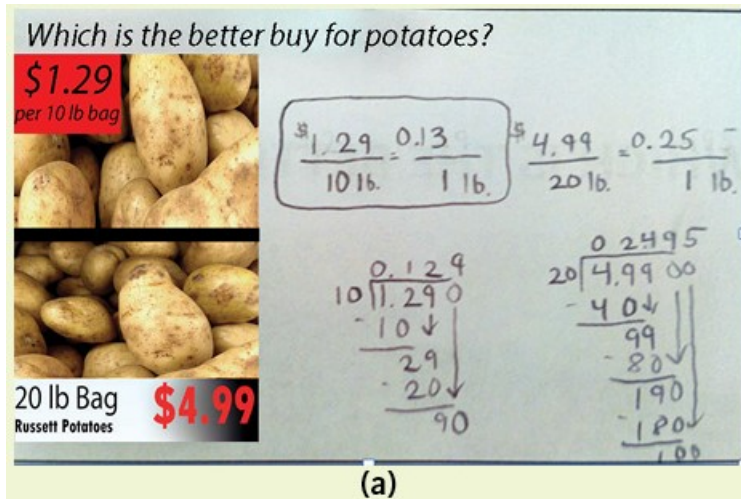 Which is the better buy for potatoes?
$1.29
per 10 lb bag
$1.29 = 0.13
10 lb. 1 lb.
$4.99 = 0.25
20 lb. 1 lb.
0.129
10 1.290
- 10
29
- 20
90
0 2495
20 4.99 00
- 40
99
- 80
190
- 180
100
20 lb Bag $4.99
Russett Potatoes
(a)